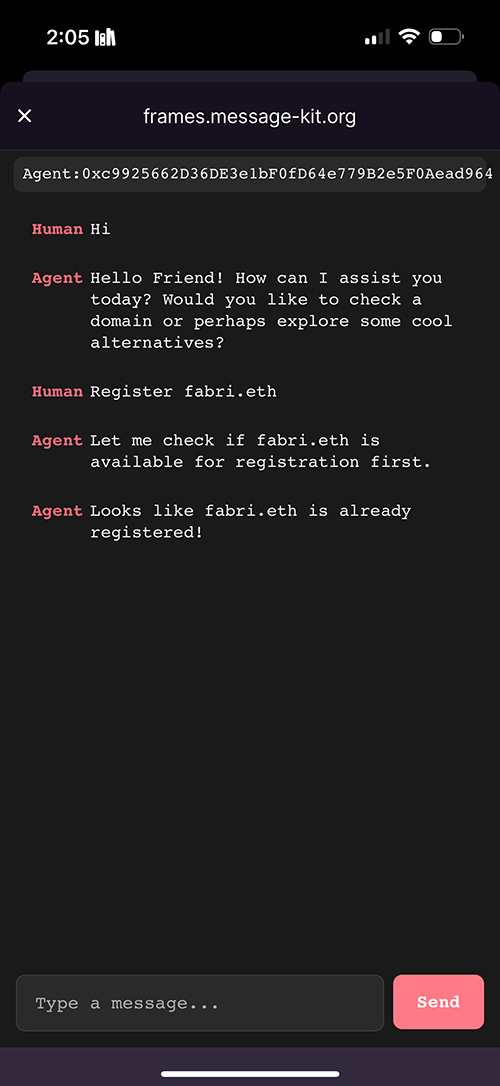 2:05
frames.message-kit.org
Agent:0xc9925662D36DE3e1bF0fD64e779B2e5F0Aead964
Human Hi
Agent Hello Friend! How can I assist you
today? Would you like to check a
domain or perhaps explore some cool
alternatives?
Human Register fabri.eth
Agent Let me check if fabri.eth is
available for registration first.
Agent Looks like fabri.eth is already
registered!
Type a message...
Send